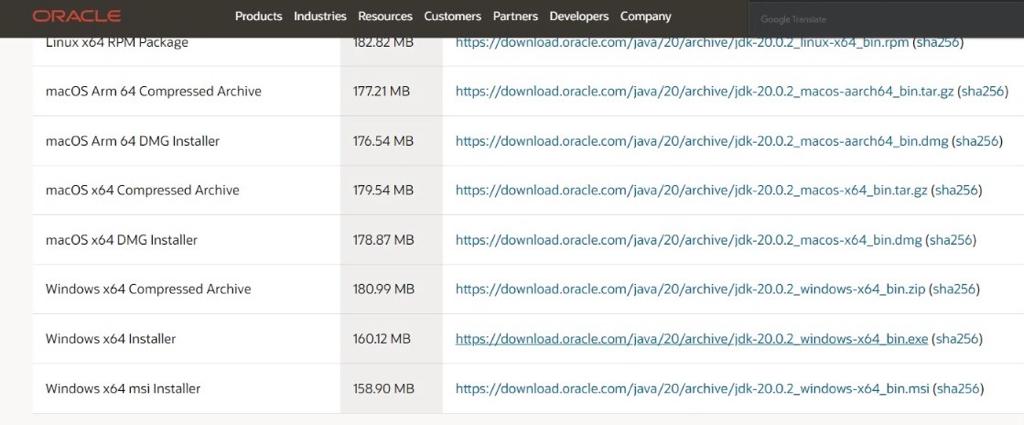 ORACLE
Products Industries Resources Customers Partners Developers Company
Google Translate
Linux x64 RPM Package 182.82 MB https://download.oracle.com/java/20/archive/jdk-20.0.2_linux-x64_bin.rpm (sha256)
macOS Arm 64 Compressed Archive 177.21 MB https://download.oracle.com/java/20/archive/jdk-20.0.2_macos-aarch64_bin.tar.gz (sha256)
macOS Arm 64 DMG Installer 176.54 MB https://download.oracle.com/java/20/archive/jdk-20.0.2_macos-aarch64_bin.dmg (sha256)
macOS x64 Compressed Archive 179.54 MB https://download.oracle.com/java/20/archive/jdk-20.0.2_macos-x64_bin.tar.gz (sha256)
macOS x64 DMG Installer 178.87 MB https://download.oracle.com/java/20/archive/jdk-20.0.2_macos-x64_bin.dmg (sha256)
Windows x64 Compressed Archive 180.99 MB https://download.oracle.com/java/20/archive/jdk-20.0.2_windows-x64_bin.zip (sha256)
Windows x64 Installer 160.12 MB https://download.oracle.com/java/20/archive/jdk-20.0.2_windows-x64_bin.exe (sha256)
Windows x64 msi Installer 158.90 MB https://download.oracle.com/java/20/archive/jdk-20.0.2_windows-x64_bin.msi (sha256)